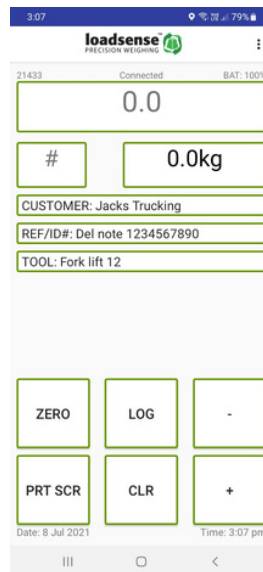 3:07 79%
loadsense
PRECISION WEIGHING
21433 Connected BAT: 100%
0.0
# 0.0kg
CUSTOMER: Jacks Trucking
REF/ID#: Del note 1234567890
TOOL: Fork lift 12
ZERO LOG -
PRT SCR CLR +
Date: 8 Jul 2021 Time: 3:07 pm